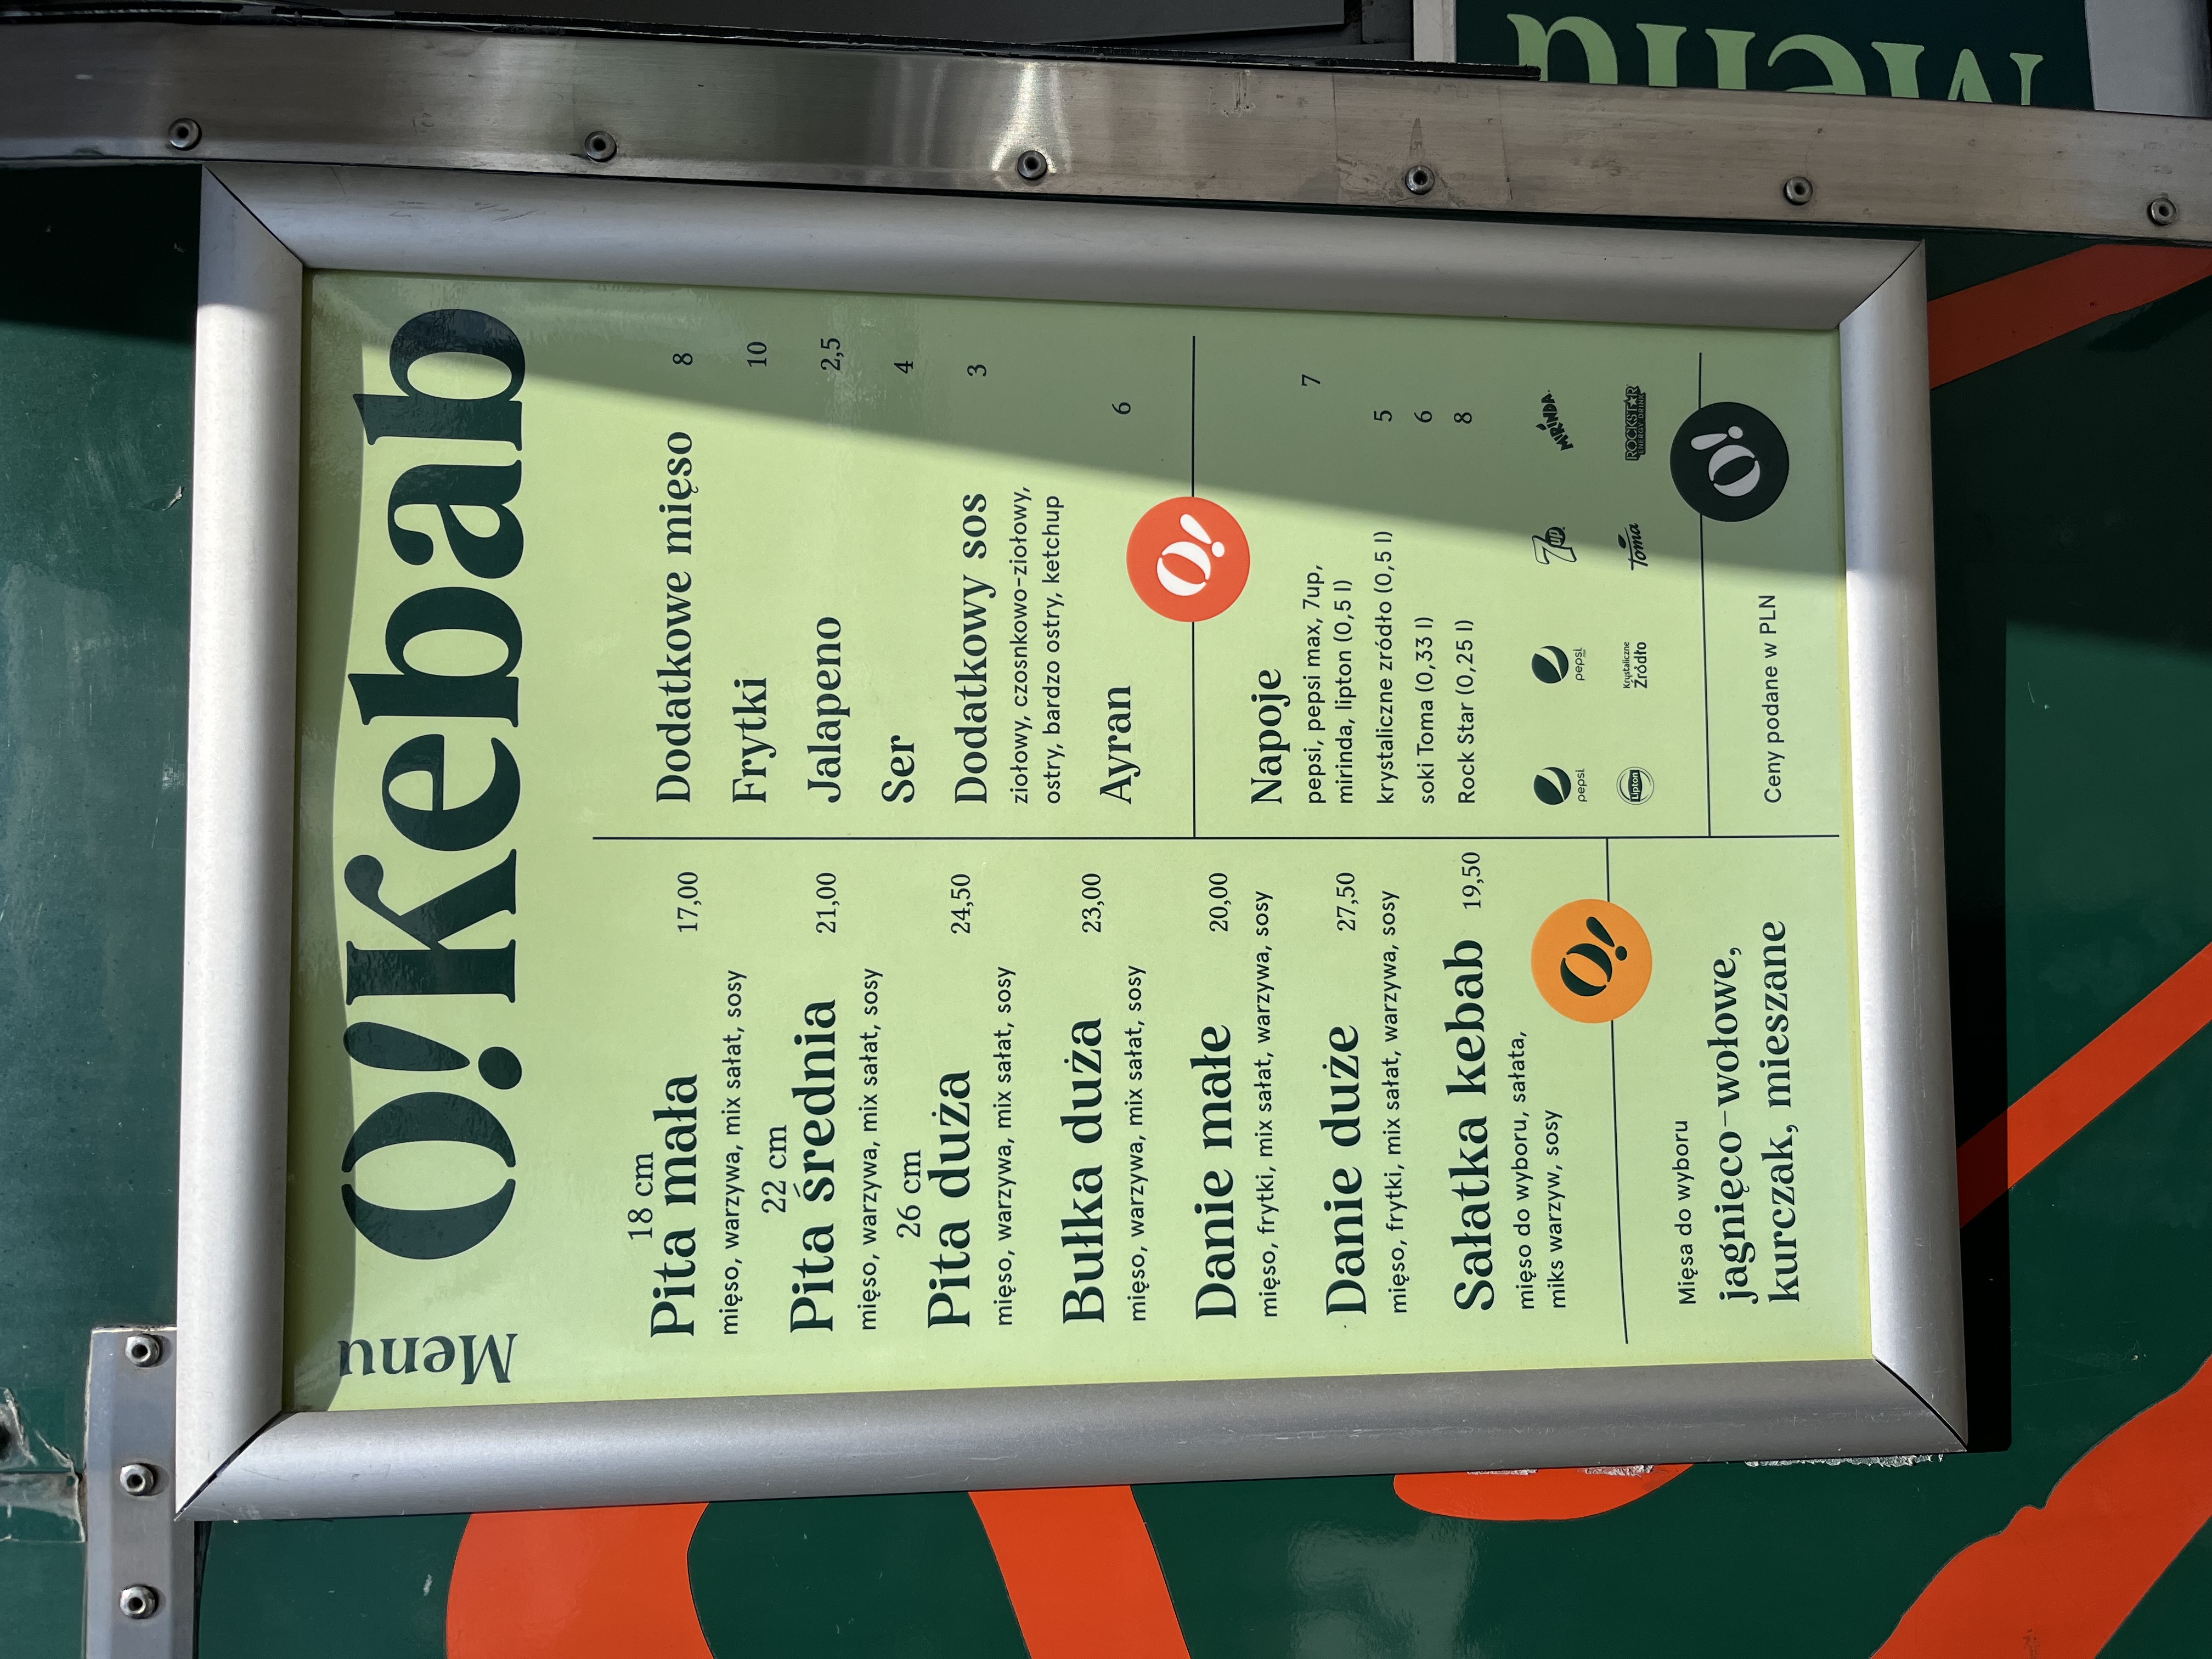 Menu
O!Kebab
18 cm
Pita mała 17,00
mięso, warzywa, mix sałat, sosy
22 cm
Pita średnia 21,00
mięso, warzywa, mix sałat, sosy
26 cm
Pita duża 24,50
mięso, warzywa, mix sałat, sosy
Bułka duża 23,00
mięso, warzywa, mix sałat, sosy
Danie małe 20,00
mięso, frytki, mix sałat, warzywa, sosy
Danie duże 27,50
mięso, frytki, mix sałat, warzywa, sosy
Sałatka kebab 19,50
mięso do wyboru, sałata,
miks warzyw, sosy
O!
Mięsa do wyboru
jagnięco-wołowe,
kurczak, mieszane
Dodatkowe mięso 8
Frytki 10
Jalapeno 2,5
Ser 4
Dodatkowy sos 3
ziołowy, czosnkowo-ziołowy,
ostry, bardzo ostry, ketchup
Ayran 6
O!
Napoje
pepsi, pepsi max, 7up, 7
mirinda, lipton (0,5 l)
krystaliczne zródło (0,5 l) 5
soki Toma (0,33 l) 6
Rock Star (0,25 l) 8
pepsi pepsi max 7up MIRINDA
Lipton Krystaliczne Źródło Toma ROCKSTAR ENERGY DRINK
O!
Ceny podane w PLN
Menu